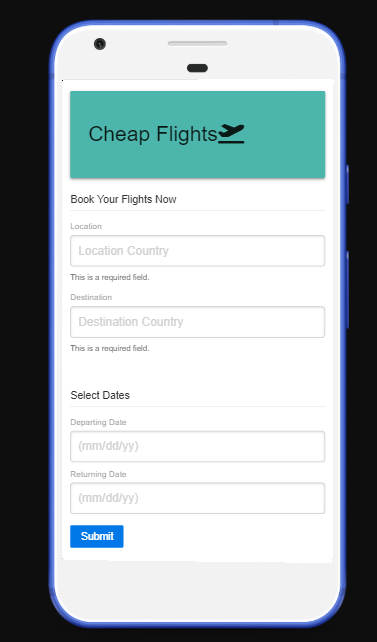 Cheap Flights
Book Your Flights Now
Location
Location Country
This is a required field.
Destination
Destination Country
This is a required field.
Select Dates
Departing Date
(mm/dd/yy)
Returning Date
(mm/dd/yy)
Submit